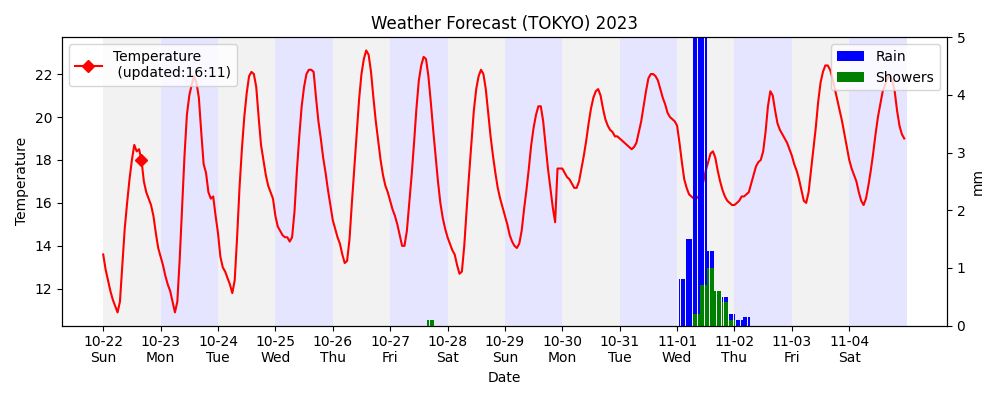 Weather Forecast (TOKYO) 2023
Temperature
(updated:16:11)
Rain
Showers
Temperature
22
20
18
16
14
12
5
4
3
2
1
0
mm
10-22 10-23 10-24 10-25 10-26 10-27 10-28 10-29 10-30 10-31 11-01 11-02 11-03 11-04
Sun Mon Tue Wed Thu Fri Sat Sun Mon Tue Wed Thu Fri Sat
Date